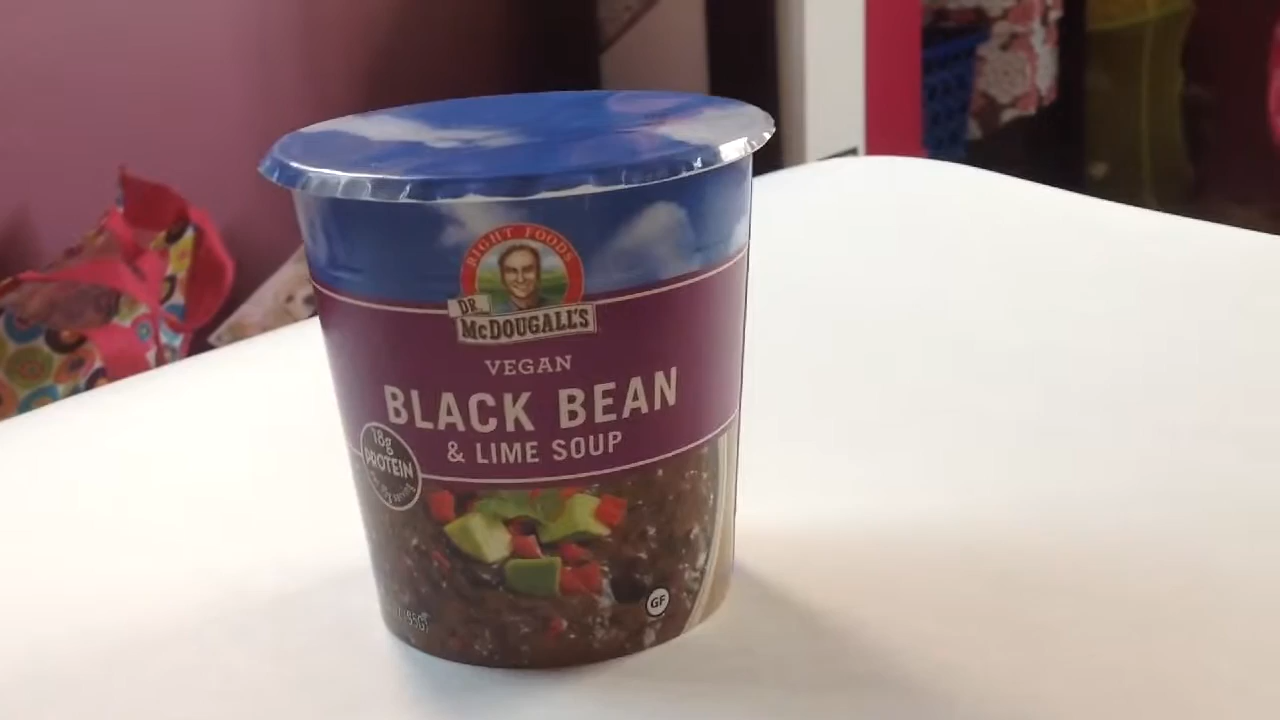 RIGHT FOODS
DR.
McDOUGALL'S
VEGAN
BLACK BEAN
& LIME SOUP
18g
PROTEIN
GF